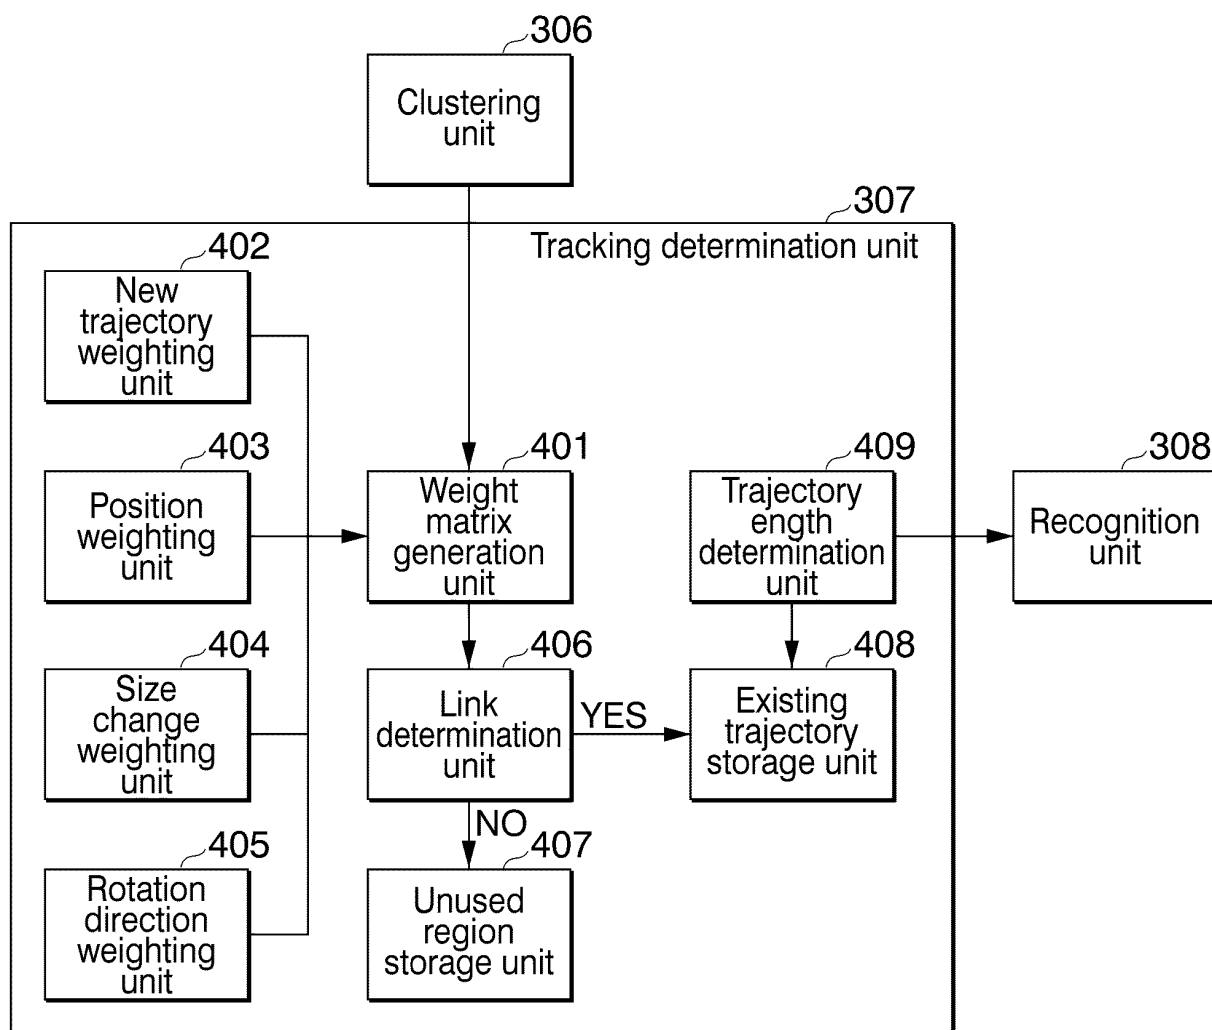 306
Clustering
unit
307
Tracking determination unit
402
New
trajectory
weighting
unit
403
Position
weighting
unit
401
Weight
matrix
generation
unit
409
Trajectory
ength
determination
unit
308
Recognition
unit
404
Size
change
weighting
unit
406
Link
determination
unit
YES
408
Existing
trajectory
storage unit
NO
405
Rotation
direction
weighting
unit
407
Unused
region
storage unit